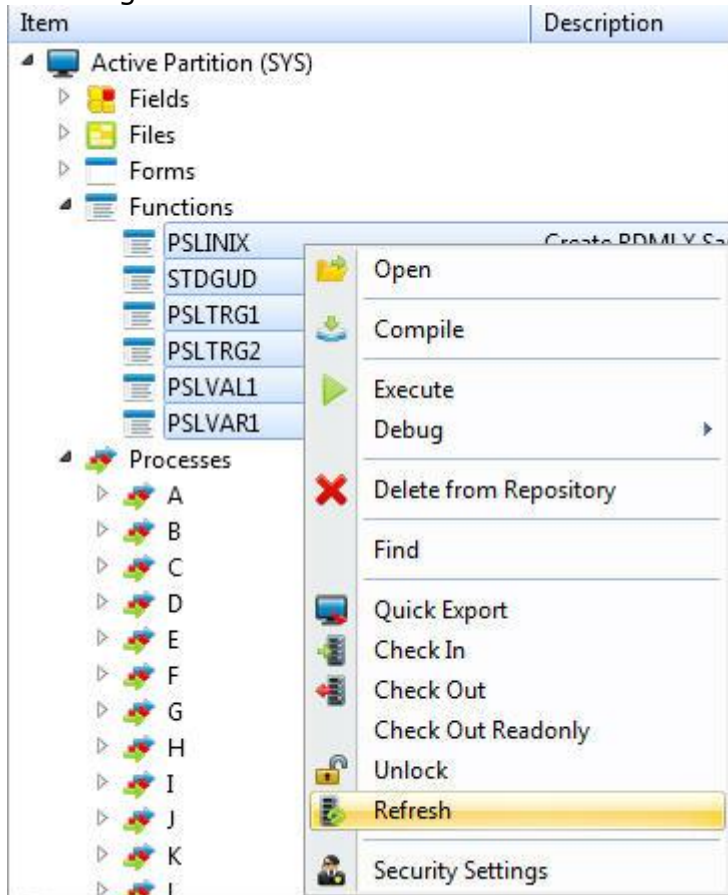 Item Description
Active Partition (SYS)
Fields
Files
Forms
Functions
PSLINIX
STDGUD
PSLTRG1
PSLTRG2
PSLVAL1
PSLVAR1
Processes
A
B
C
D
E
F
G
H
I
J
K
Open
Compile
Execute
Debug
Delete from Repository
Find
Quick Export
Check In
Check Out
Check Out Readonly
Unlock
Refresh
Security Settings